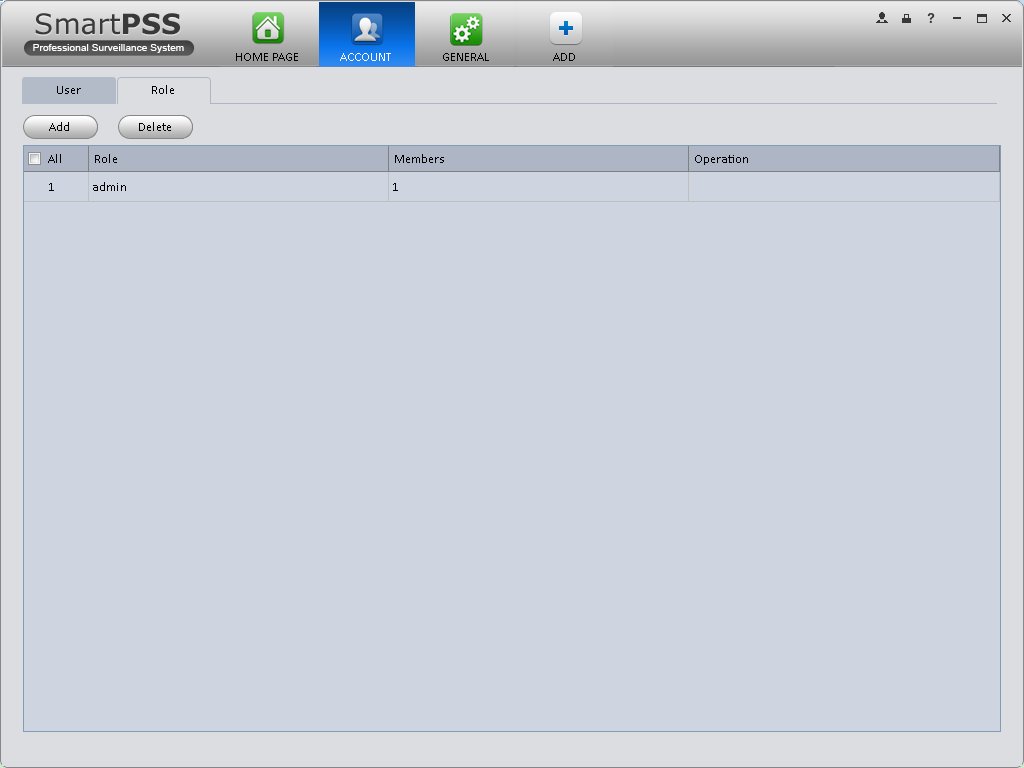 SmartPSS
Professional Surveillance System
HOME PAGE
ACCOUNT
GENERAL
ADD
?
User
Role
Add
Delete
All
Role
Members
Operation
1
admin
1